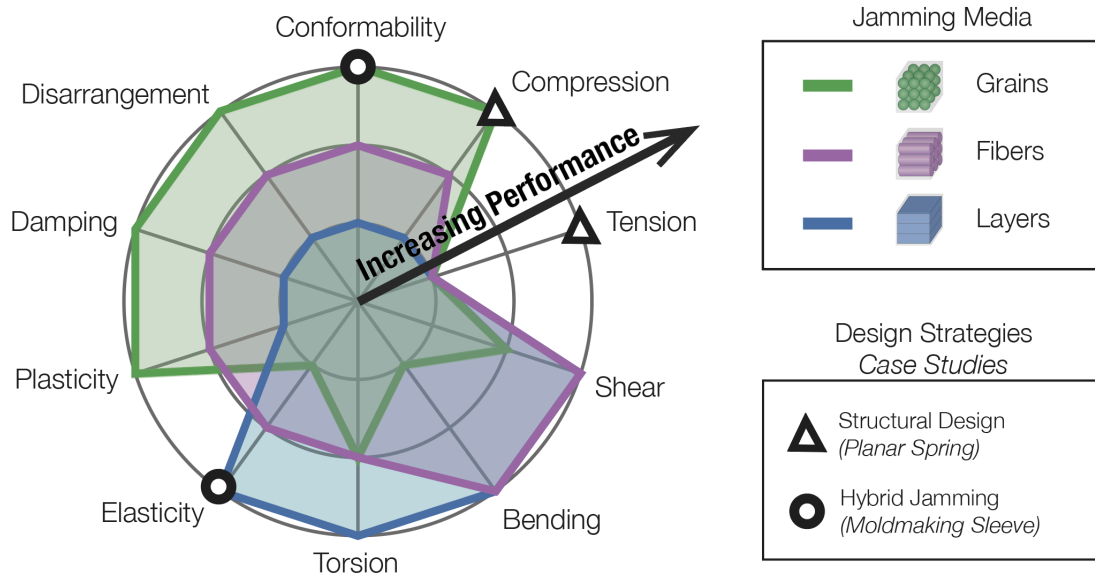 Conformability
Compression
Disarrangement
Increasing Performance
Damping
Tension
Plasticity
Shear
Elasticity
Bending
Torsion
Jamming Media
Grains
Fibers
Layers
Design Strategies
Case Studies
Structural Design
(Planar Spring)
Hybrid Jamming
(Moldmaking Sleeve)